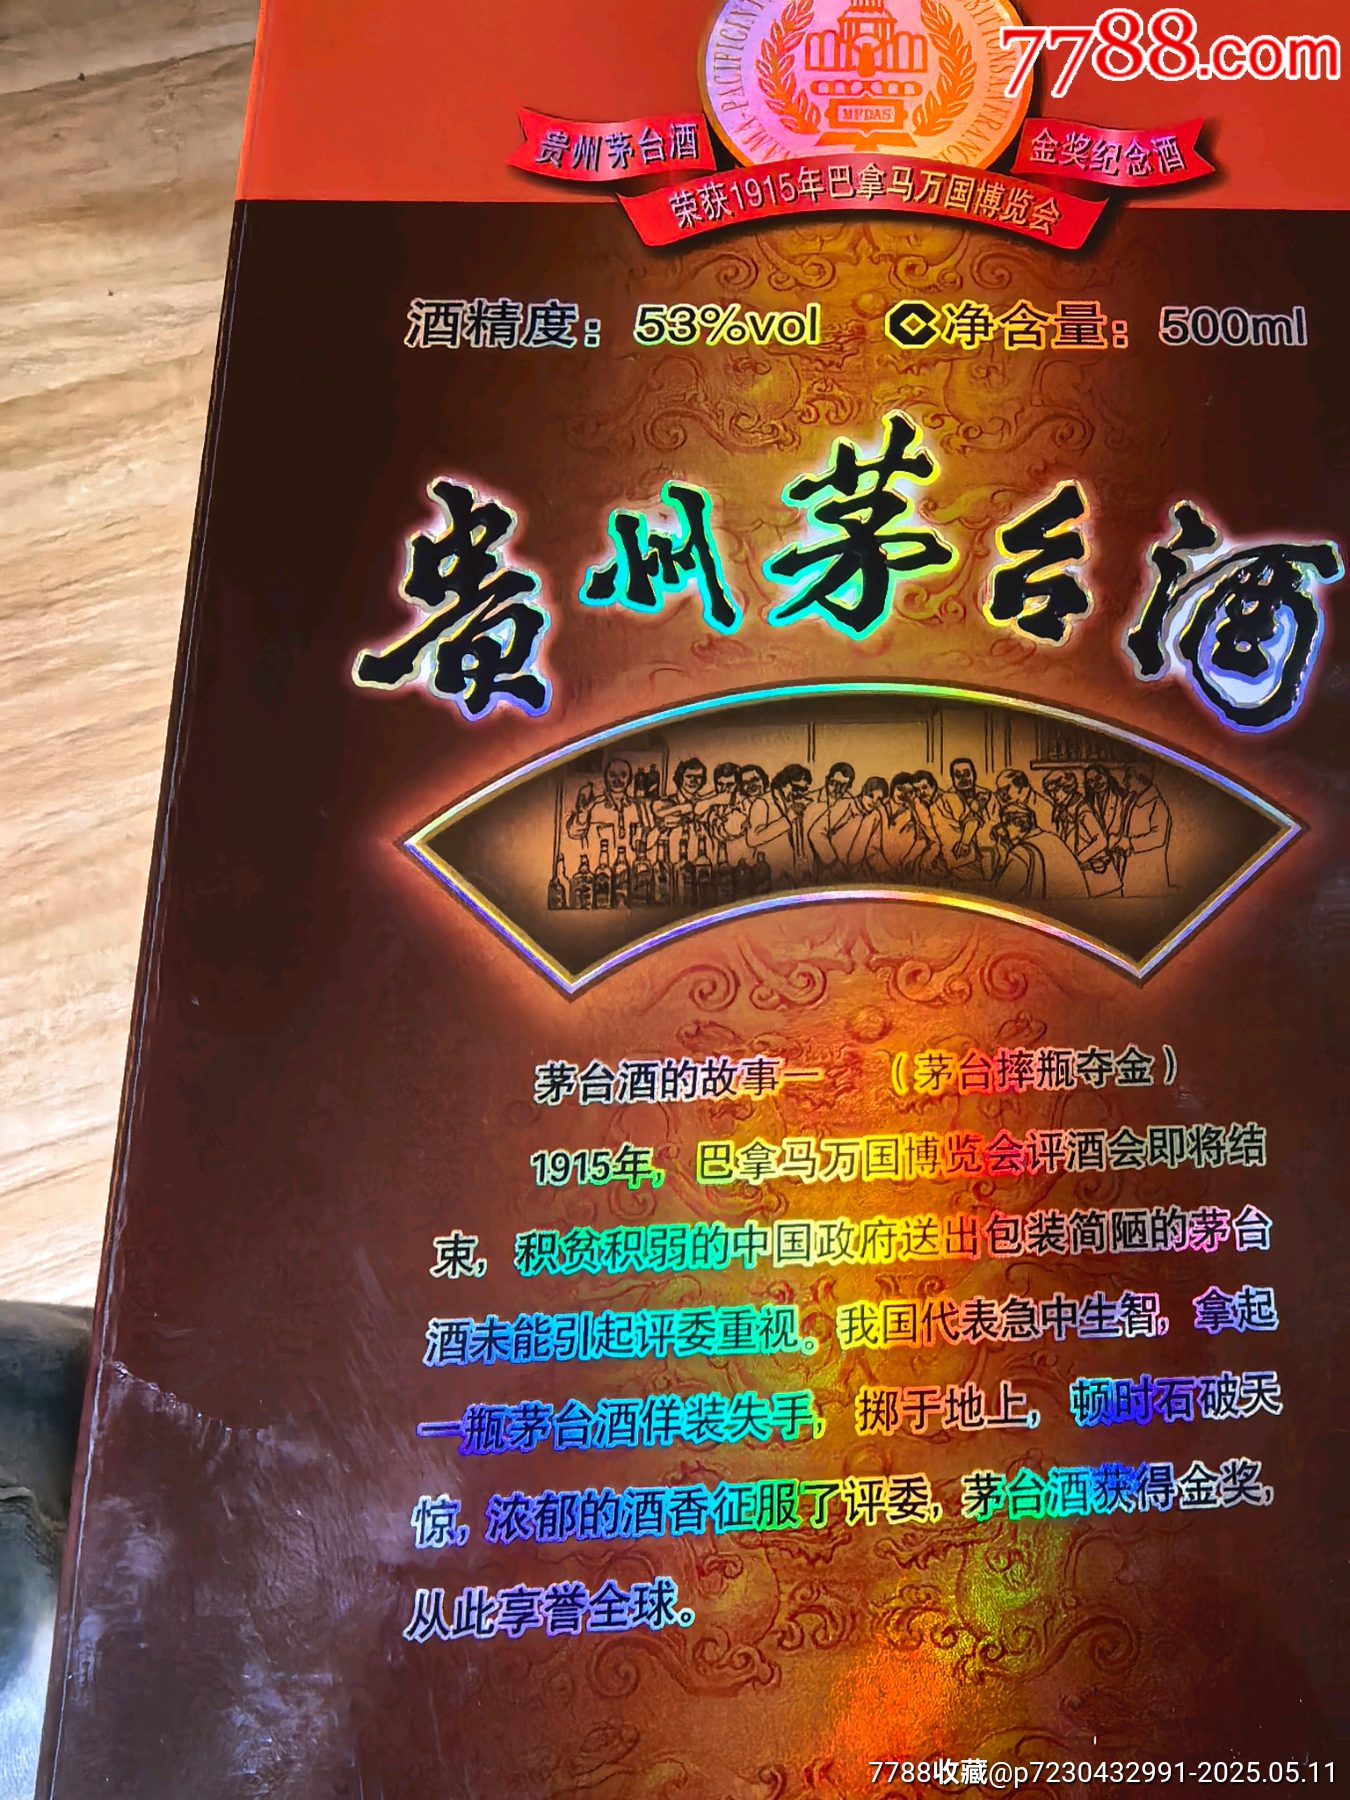 7788.com
MFDAS
贵州茅台酒
金奖纪念酒
荣获1915年巴拿马万国博览会
酒精度：53%vol 净含量：500ml
贵州茅台酒
茅台酒的故事一 （茅台摔瓶夺金）
1915年，巴拿马万国博览会评酒会即将结
束，积贫积弱的中国政府送出包装简陋的茅台
酒未能引起评委重视。我国代表急中生智，拿起
一瓶茅台酒佯装失手，掷于地上，顿时石破天
惊，浓郁的酒香征服了评委，茅台酒获得金奖，
从此享誉全球。
7788收藏@p7230432991-2025.05.11